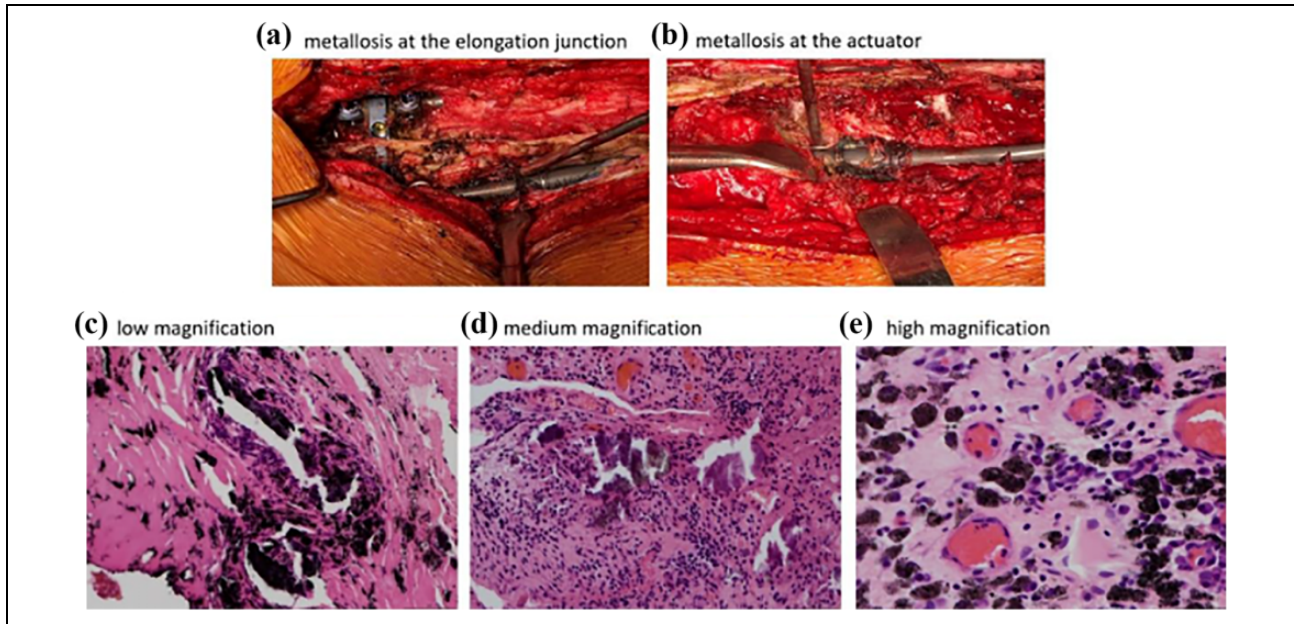 (a) metallosis at the elongation junction
(b) metallosis at the actuator
(c) low magnification
(d) medium magnification
(e) high magnification